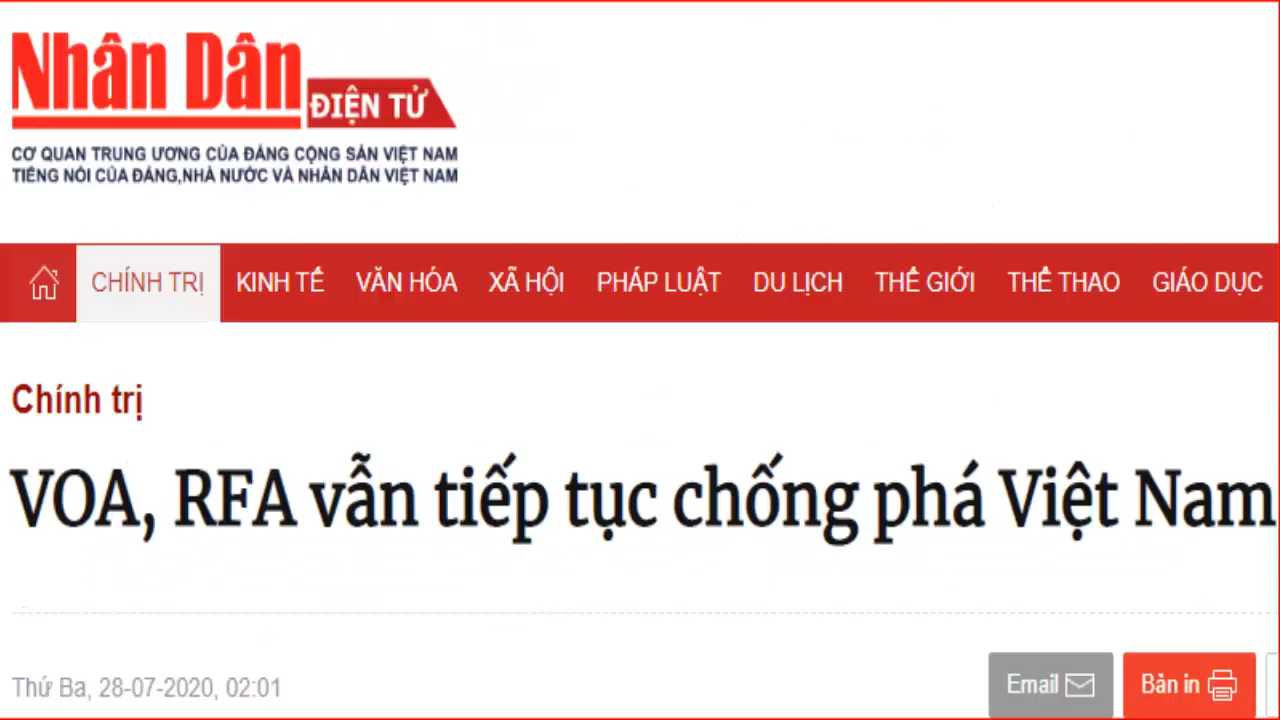 Nhân Dân
ĐIỆN TỬ
CƠ QUAN TRUNG ƯƠNG CỦA ĐẢNG CỘNG SẢN VIỆT NAM
TIẾNG NÓI CỦA ĐẢNG,NHÀ NƯỚC VÀ NHÂN DÂN VIỆT NAM
CHÍNH TRỊ KINH TẾ VĂN HÓA XÃ HỘI PHÁP LUẬT DU LỊCH THẾ GIỚI THỂ THAO GIÁO DỤC
Chính trị
VOA, RFA vẫn tiếp tục chống phá Việt Nam
Thứ Ba, 28-07-2020, 02:01
Email Bản in